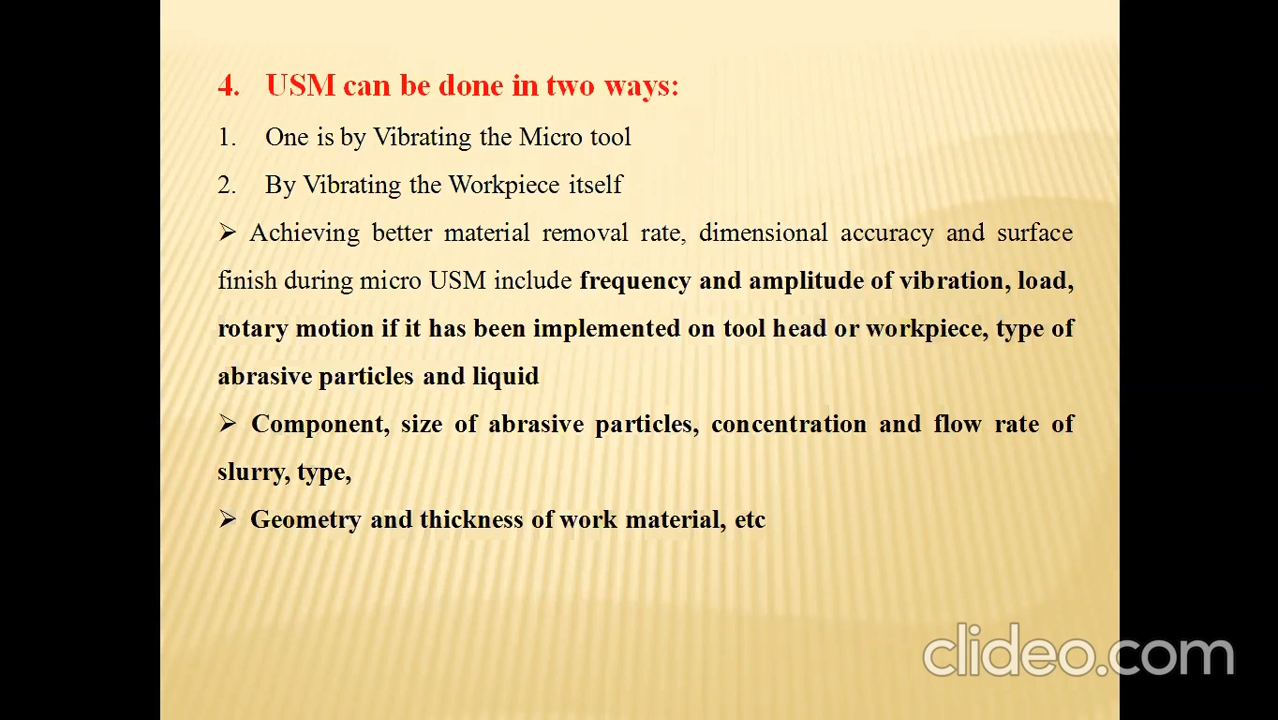 4. USM can be done in two ways:
1. One is by Vibrating the Micro tool
2. By Vibrating the Workpiece itself
➢ Achieving better material removal rate, dimensional accuracy and surface
finish during micro USM include frequency and amplitude of vibration, load,
rotary motion if it has been implemented on tool head or workpiece, type of
abrasive particles and liquid
➢ Component, size of abrasive particles, concentration and flow rate of
slurry, type,
➢ Geometry and thickness of work material, etc
clideo.com